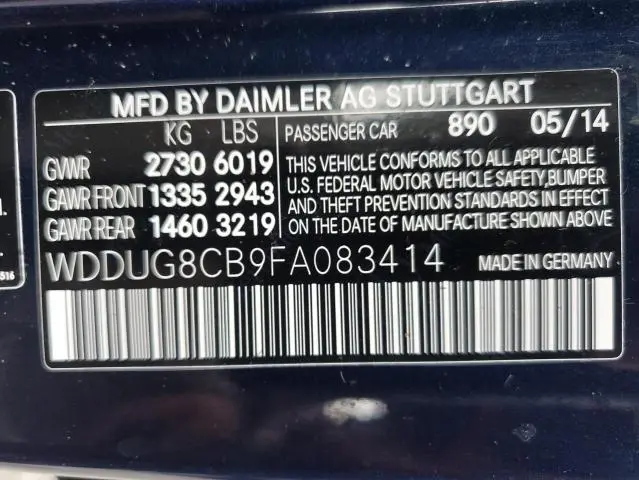 MFD BY DAIMLER AG STUTTGART
KG LBS
GVWR 2730 6019
GAWR FRONT 1335 2943
GAWR REAR 1460 3219
PASSENGER CAR 890 05/14
THIS VEHICLE CONFORMS TO ALL APPLICABLE
U.S. FEDERAL MOTOR VEHICLE SAFETY,BUMPER
AND THEFT PREVENTION STANDARDS IN EFFECT
ON THE DATE OF MANUFACTURE SHOWN ABOVE
WDDUG8CB9FA083414 MADE IN GERMANY
516